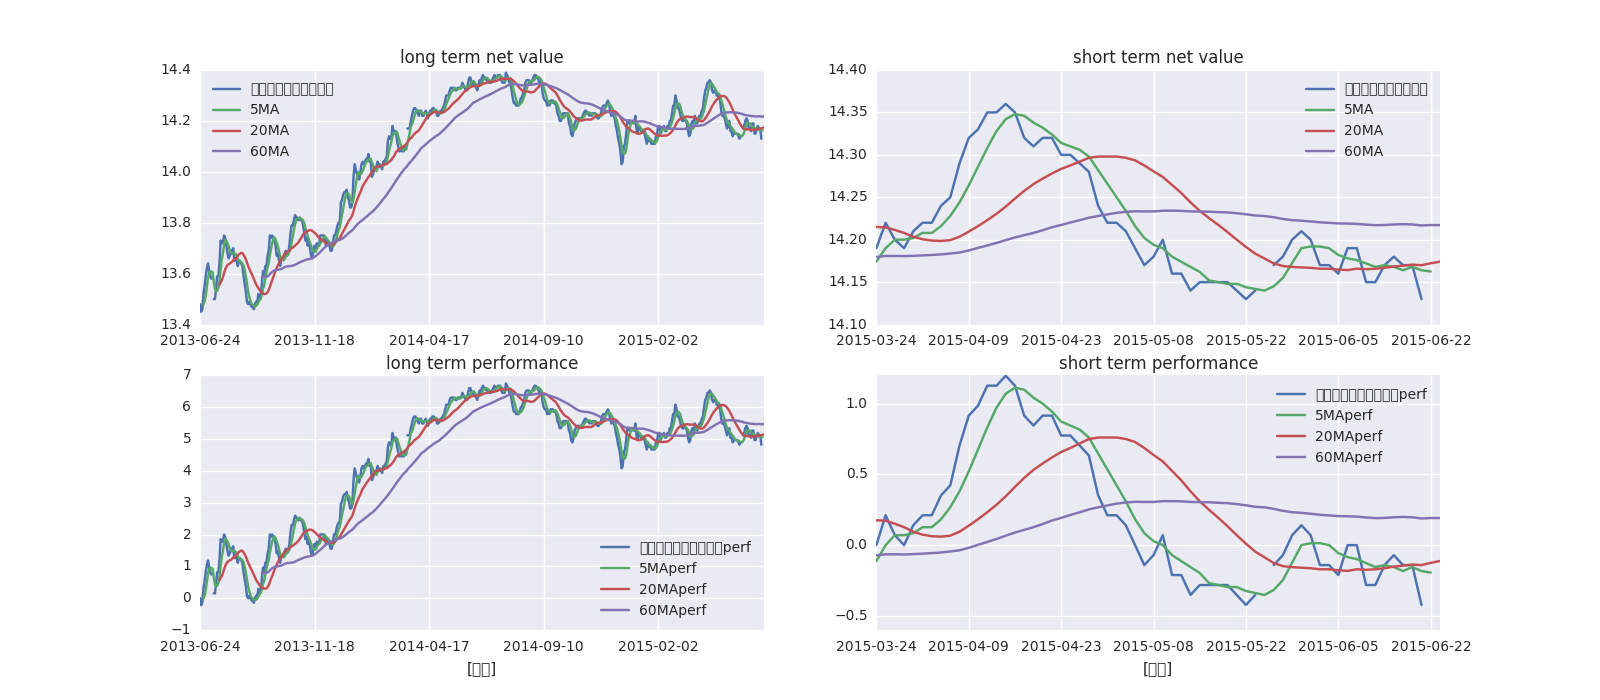 long term net value
14.4
14.2
14.0
13.8
13.6
13.4
5MA
20MA
60MA
2013-06-24 2013-11-18 2014-04-17 2014-09-10 2015-02-02
short term net value
14.40
14.35
14.30
14.25
14.20
14.15
14.10
5MA
20MA
60MA
2015-03-24 2015-04-09 2015-04-23 2015-05-08 2015-05-22 2015-06-05 2015-06-22
long term performance
7
6
5
4
3
2
1
0
−1
perf
5MAperf
20MAperf
60MAperf
2013-06-24 2013-11-18 2014-04-17 2014-09-10 2015-02-02
short term performance
1.0
0.5
0.0
−0.5
perf
5MAperf
20MAperf
60MAperf
2015-03-24 2015-04-09 2015-04-23 2015-05-08 2015-05-22 2015-06-05 2015-06-22